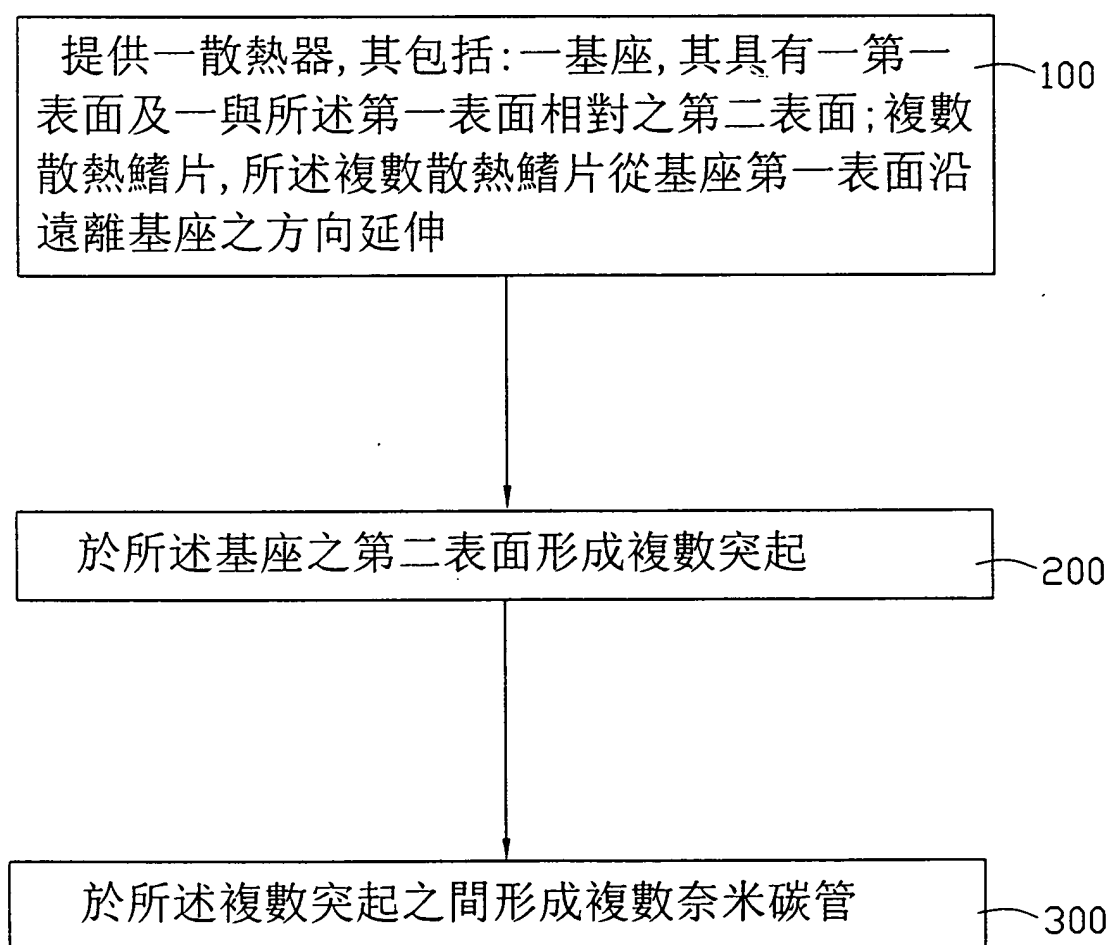 提供一散熱器,其包括:一基座,其具有一第一
表面及一與所述第一表面相對之第二表面;複數
散熱鰭片,所述複數散熱鰭片從基座第一表面沿
遠離基座之方向延伸
100
於所述基座之第二表面形成複數突起
200
於所述複數突起之間形成複數奈米碳管
300